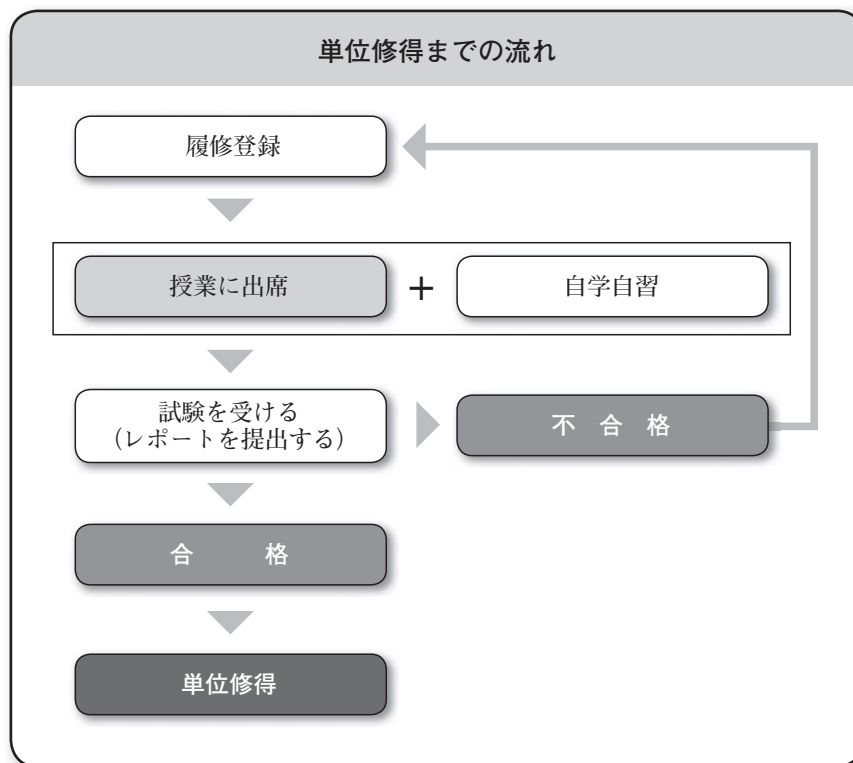 単位修得までの流れ
履修登録
授業に出席 + 自学自習
試験を受ける
（レポートを提出する）
不　合　格
合　　　格
単位修得